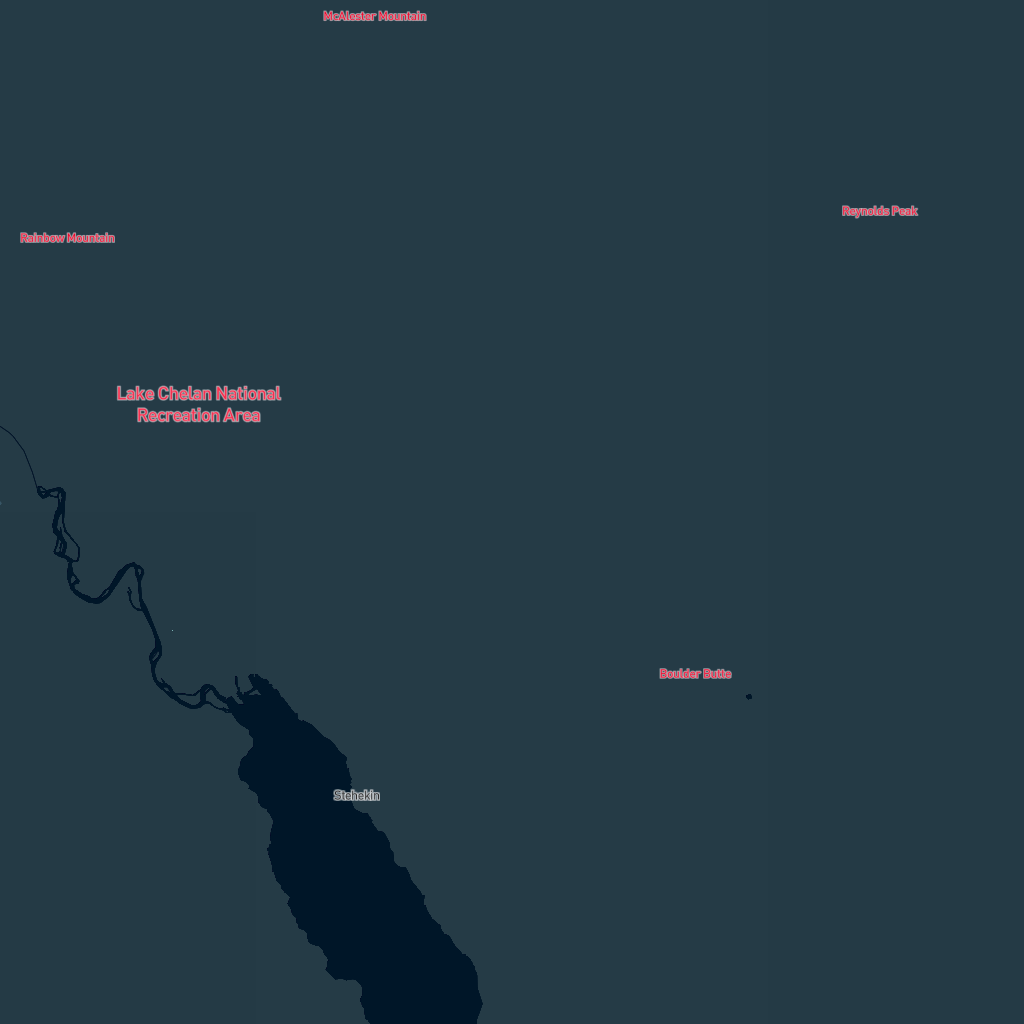 McAlester Mountain
Reynolds Peak
Rainbow Mountain
Lake Chelan National
Recreation Area
Boulder Butte
Stehekin